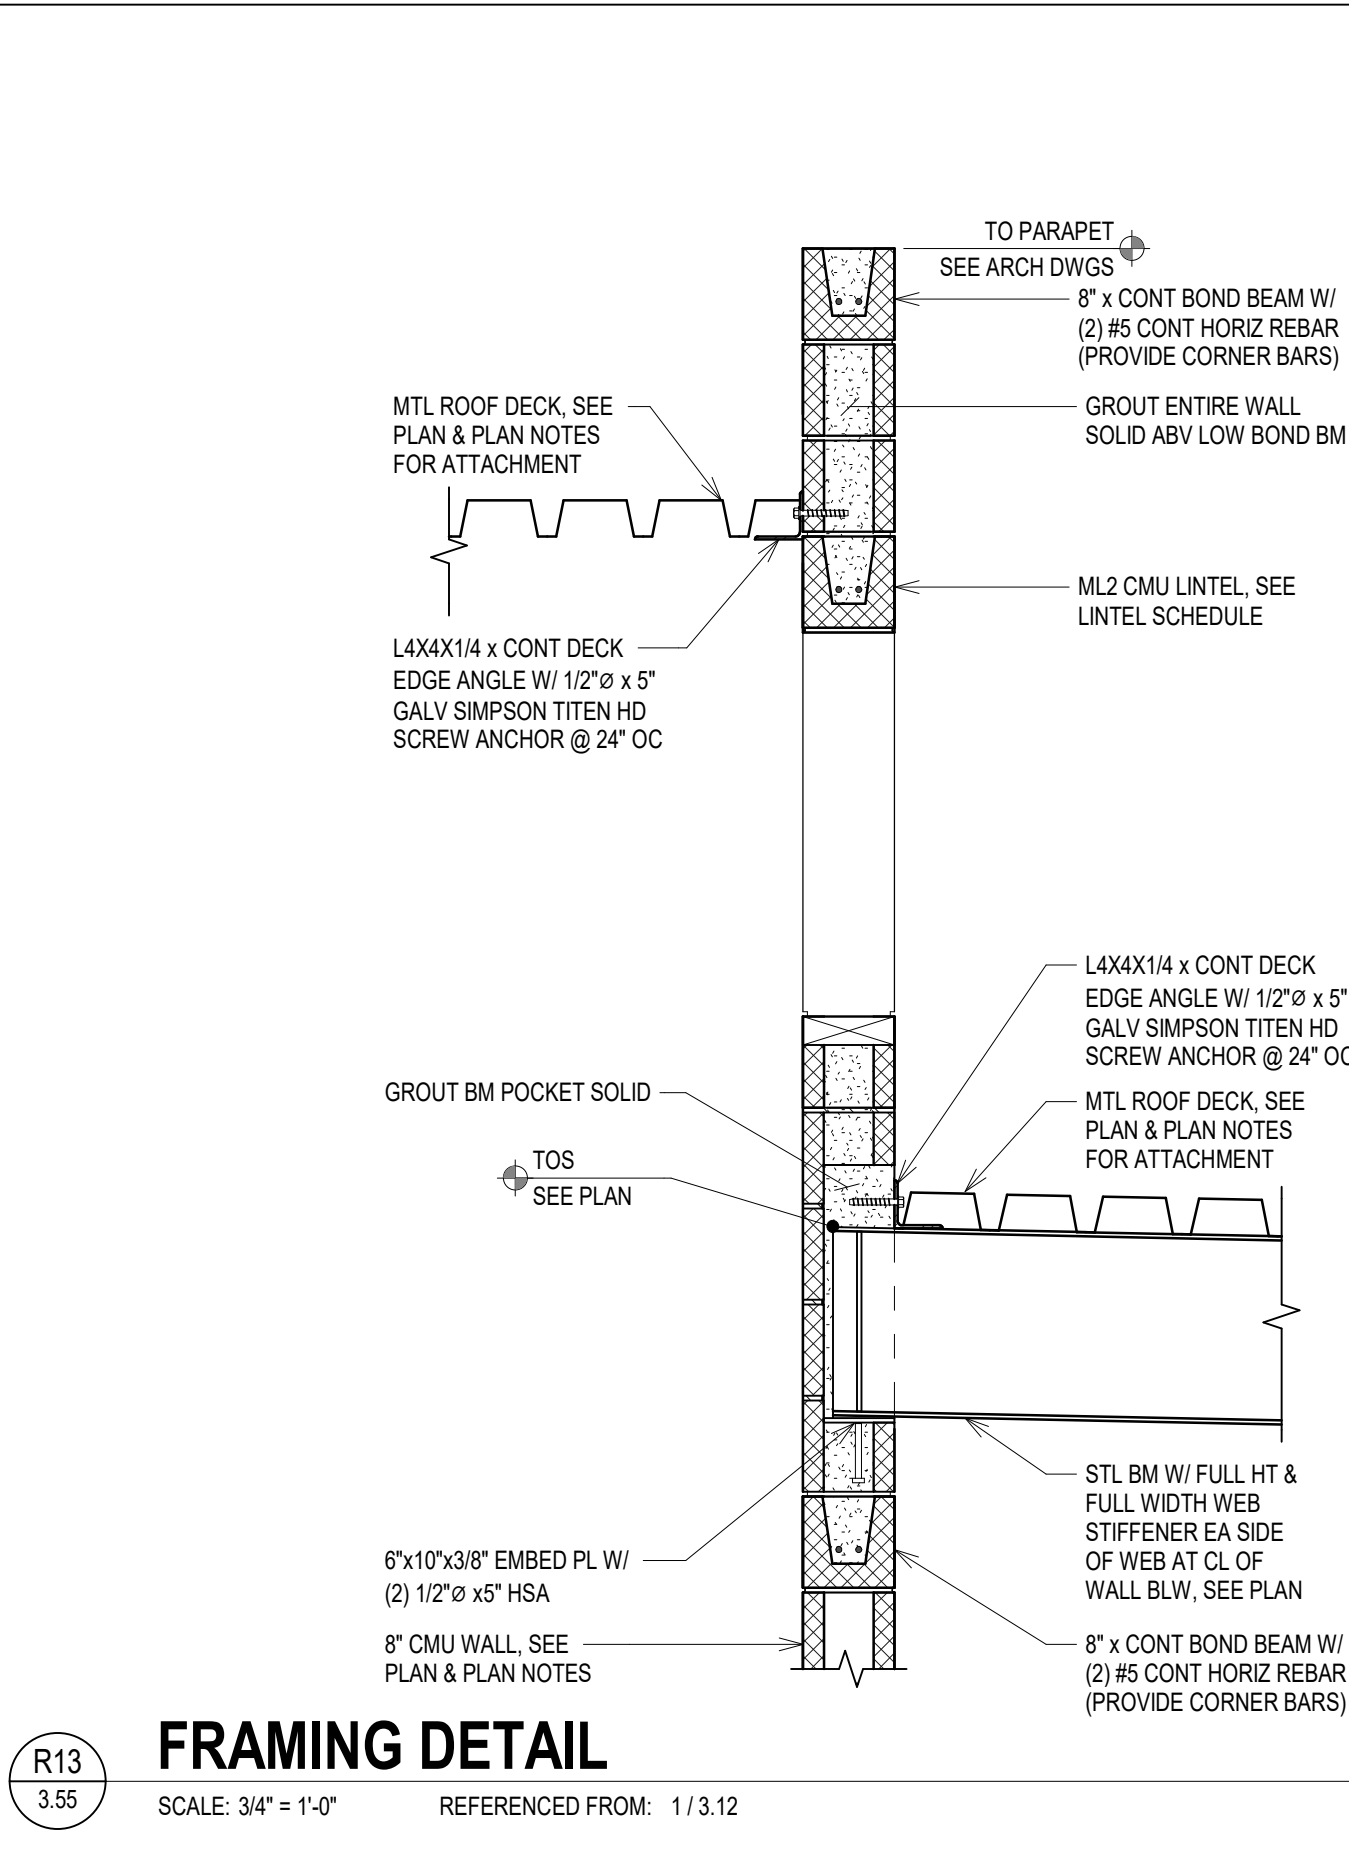 TO PARAPET
SEE ARCH DWGS
8" x CONT BOND BEAM W/
(2) #5 CONT HORIZ REBAR
(PROVIDE CORNER BARS)
MTL ROOF DECK, SEE
PLAN & PLAN NOTES
FOR ATTACHMENT
GROUT ENTIRE WALL
SOLID ABV LOW BOND BM
ML2 CMU LINTEL, SEE
LINTEL SCHEDULE
L4X4X1/4 x CONT DECK
EDGE ANGLE W/ 1/2"Ø x 5"
GALV SIMPSON TITEN HD
SCREW ANCHOR @ 24" OC
L4X4X1/4 x CONT DECK
EDGE ANGLE W/ 1/2"Ø x 5"
GALV SIMPSON TITEN HD
SCREW ANCHOR @ 24" OC
GROUT BM POCKET SOLID
MTL ROOF DECK, SEE
PLAN & PLAN NOTES
FOR ATTACHMENT
TOS
SEE PLAN
STL BM W/ FULL HT &
FULL WIDTH WEB
STIFFENER EA SIDE
OF WEB AT CL OF
WALL BLW, SEE PLAN
6"x10"x3/8" EMBED PL W/
(2) 1/2"Ø x5" HSA
8" CMU WALL, SEE
PLAN & PLAN NOTES
8" x CONT BOND BEAM W/
(2) #5 CONT HORIZ REBAR
(PROVIDE CORNER BARS)
R13
3.55
FRAMING DETAIL
SCALE: 3/4" = 1'-0"
REFERENCED FROM: 1 / 3.12